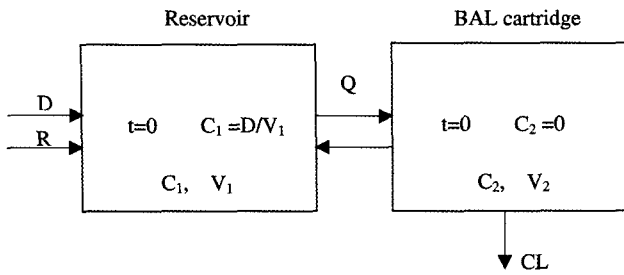 Reservoir
BAL cartridge
D
R
t=0 C₁ =D/V₁
C₁, V₁
Q
t=0 C₂ =0
C₂, V₂
CL